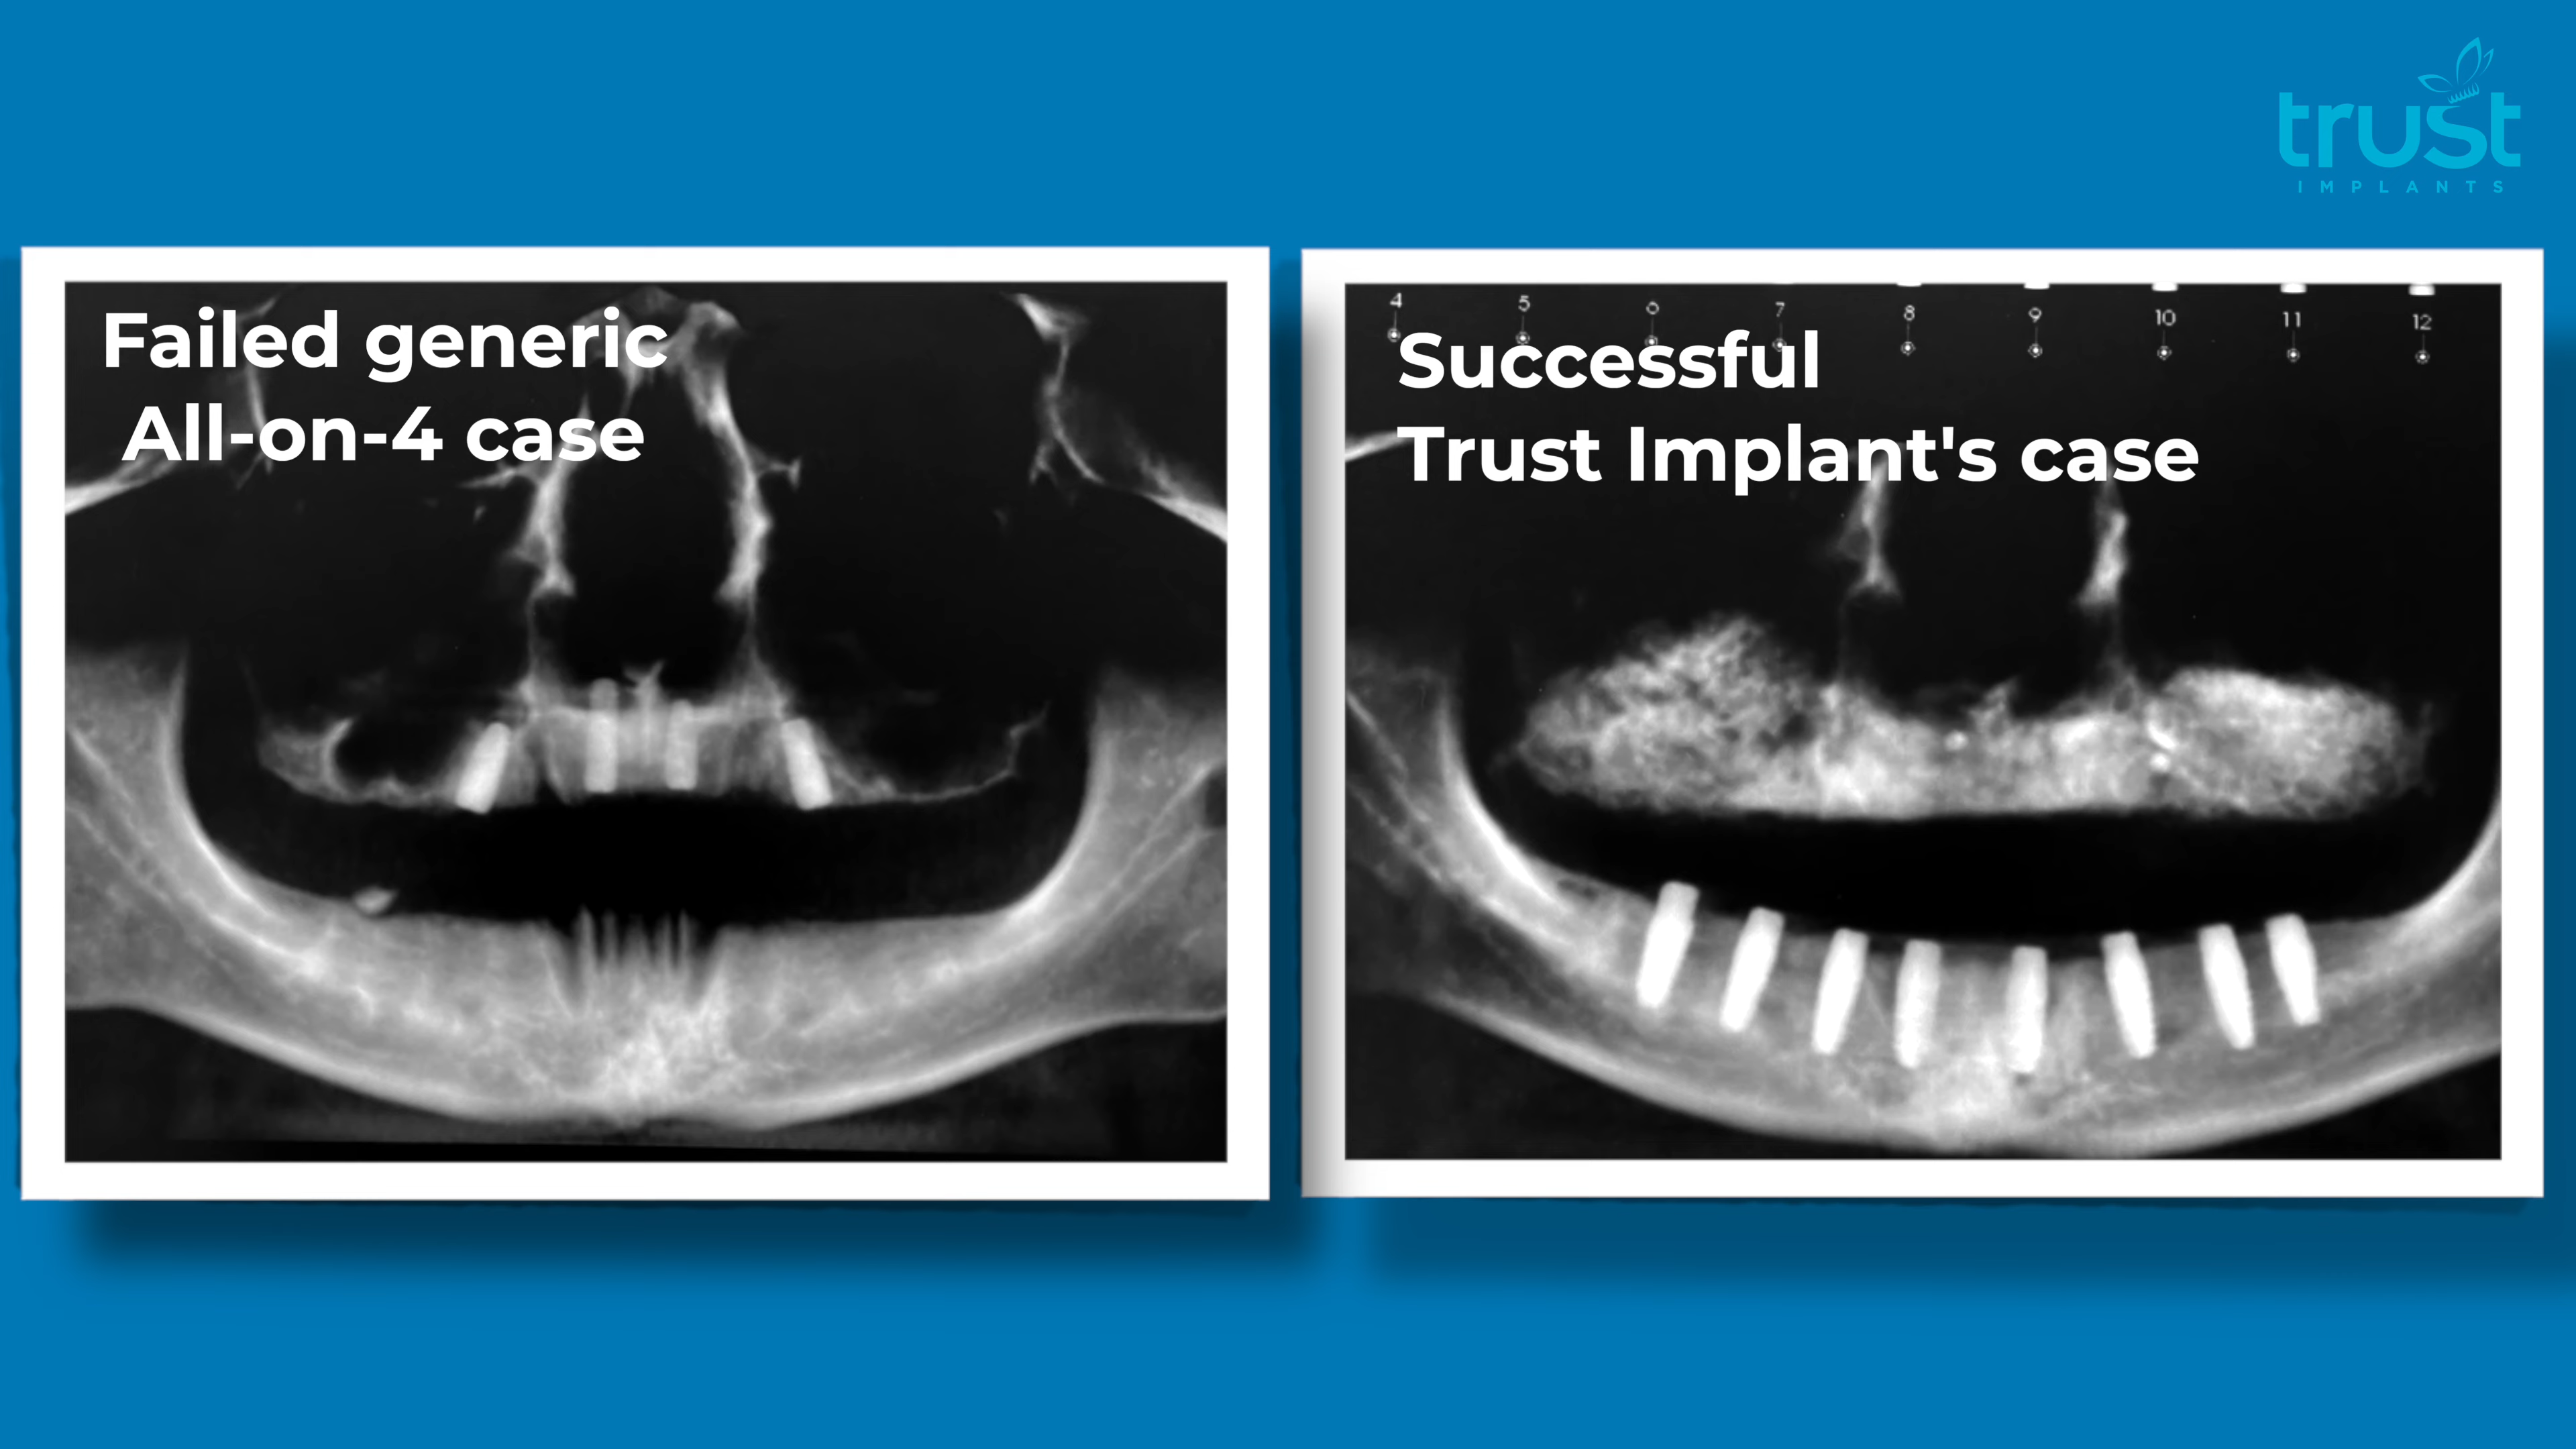 trust
IMPLANTS
Failed generic
All-on-4 case
4 5 6 7 8 9 10 11 12
Successful
Trust Implant's case